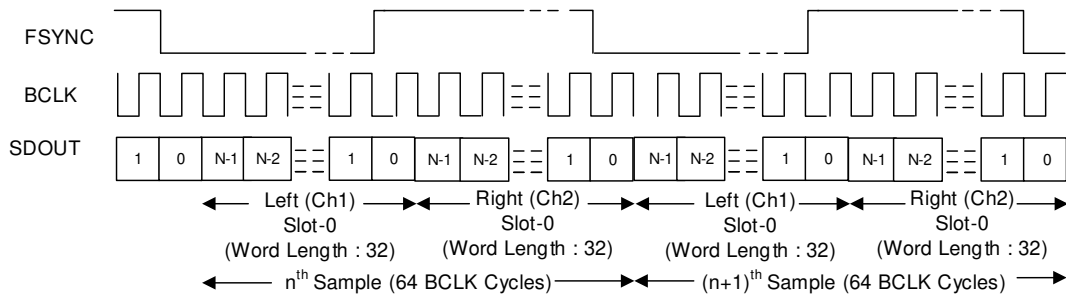 FSYNC
BCLK
SDOUT
1 0 N-1 N-2 1 0 N-1 N-2 1 0 N-1 N-2 1 0 N-1 N-2 1 0
Left (Ch1) Right (Ch2) Left (Ch1) Right (Ch2)
Slot-0 Slot-0 Slot-0 Slot-0
(Word Length : 32) (Word Length : 32) (Word Length : 32) (Word Length : 32)
nth Sample (64 BCLK Cycles) (n+1)th Sample (64 BCLK Cycles)